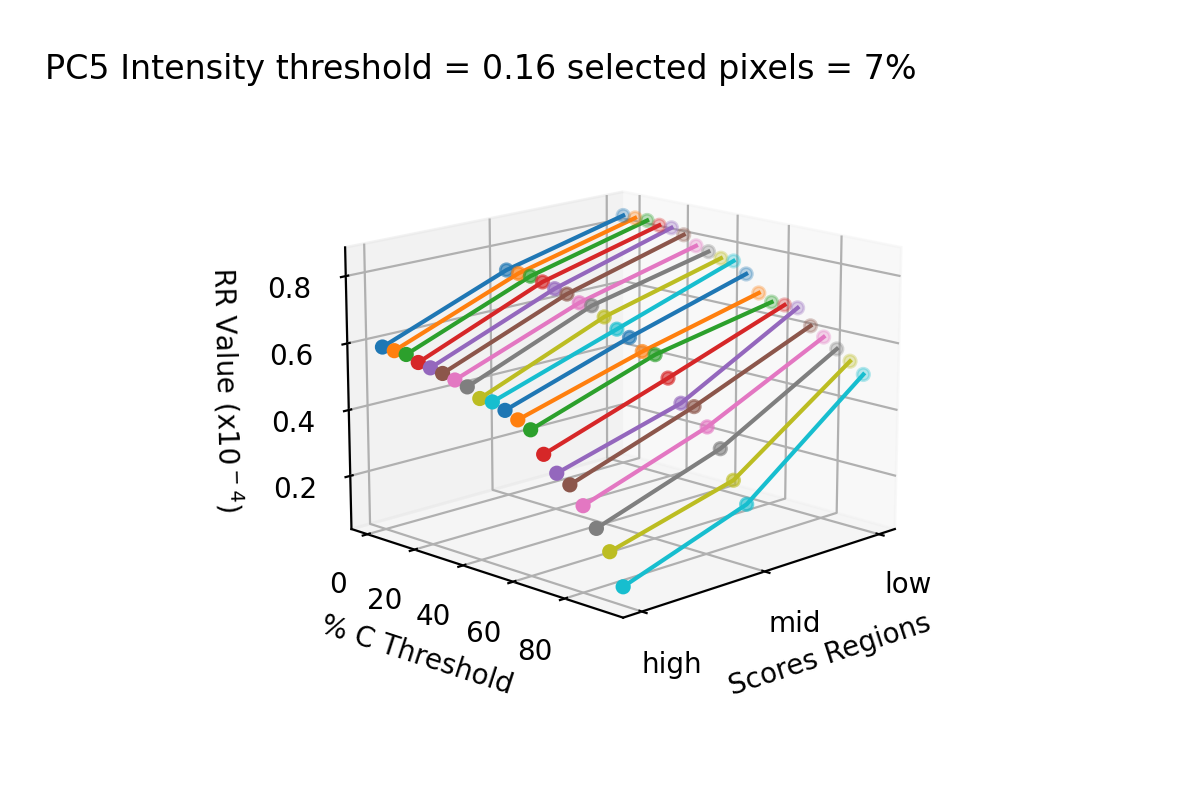 PC5 Intensity threshold = 0.16 selected pixels = 7%
RR Value (x10⁻⁴)
0.8
0.6
0.4
0.2
0
20
40
60
80
% C Threshold
high
mid
low
Scores Regions